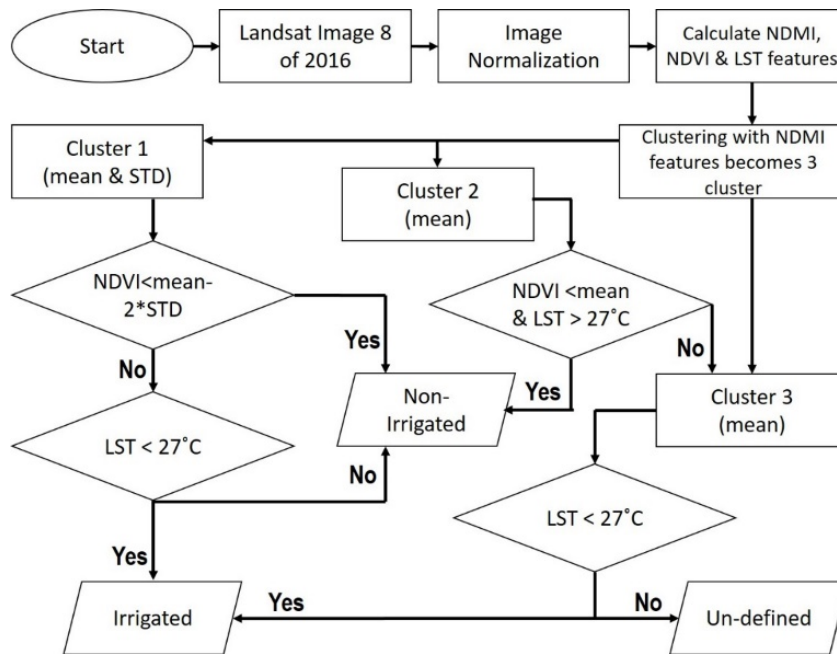 Start
Landsat Image 8
of 2016
Image
Normalization
Calculate NDMI,
NDVI & LST features
Cluster 1
(mean & STD)
Cluster 2
(mean)
Clustering with NDMI
features becomes 3
cluster
NDVI<mean-
2*STD
Yes
No
NDVI <mean
& LST > 27˚C
No
Yes
Non-
Irrigated
Cluster 3
(mean)
LST < 27˚C
No
Yes
LST < 27˚C
Irrigated
Yes
No
Un-defined